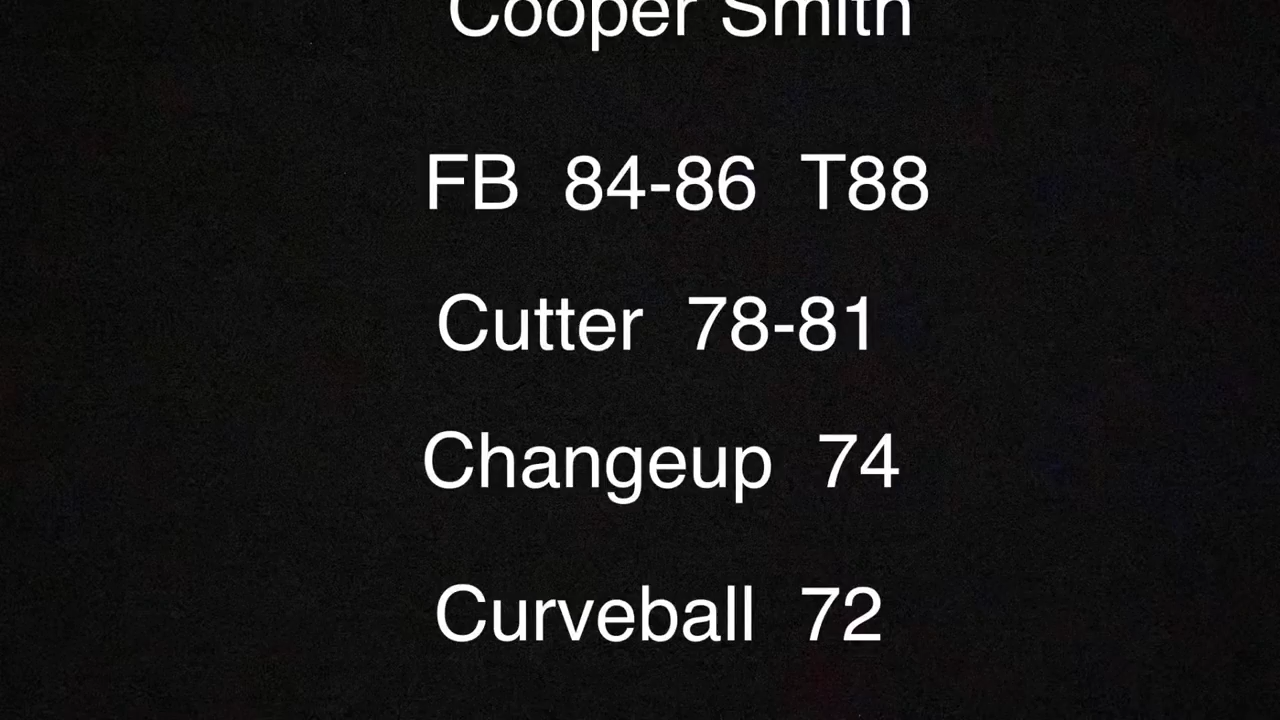 Cooper Smith
FB 84-86 T88
Cutter 78-81
Changeup 74
Curveball 72